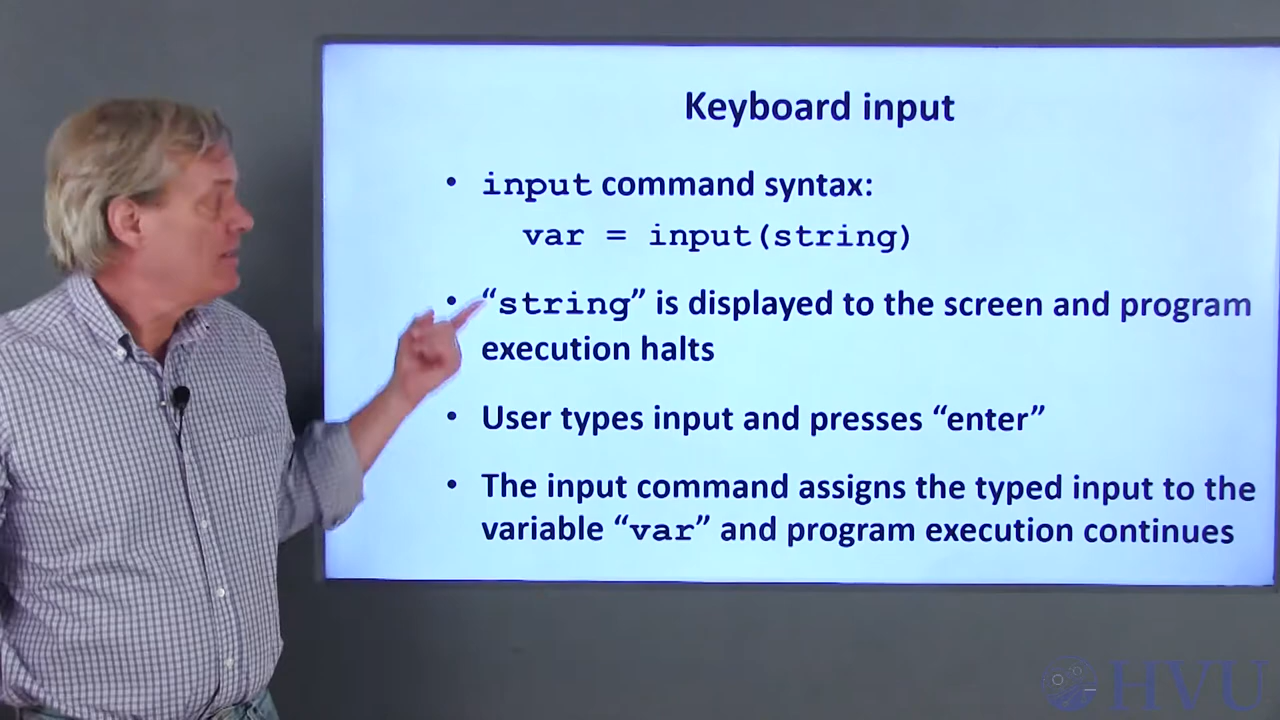 Keyboard input
• input command syntax:
var = input(string)
• “string” is displayed to the screen and program
execution halts
• User types input and presses “enter”
• The input command assigns the typed input to the
variable “var” and program execution continues
HVU